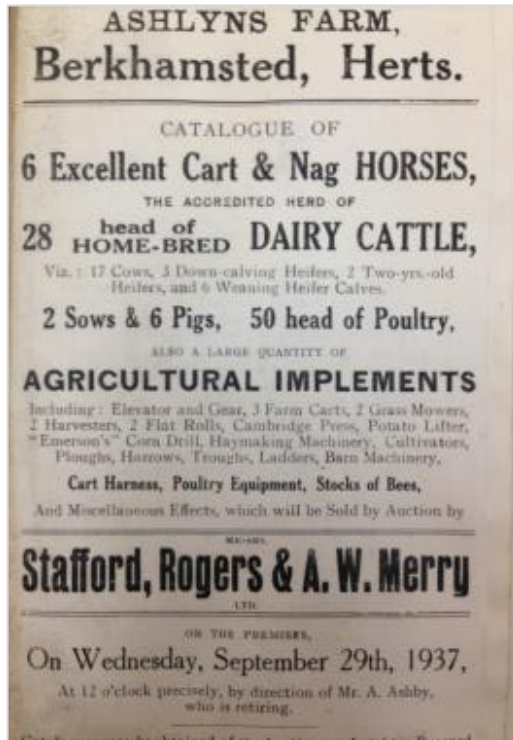 ASHLYNS FARM,
Berkhamsted, Herts.
CATALOGUE OF
6 Excellent Cart & Nag HORSES,
THE ACCREDITED HERD OF
28 head of HOME-BRED DAIRY CATTLE,
Viz.: 17 Cows, 3 Down-calving Heifers, 2 Two-yrs.-old
Heifers, and 6 Weaning Heifer Calves.
2 Sows & 6 Pigs, 50 head of Poultry,
ALSO A LARGE QUANTITY OF
AGRICULTURAL IMPLEMENTS
Including: Elevator and Gear, 3 Farm Carts, 2 Grass Mowers,
2 Harvesters, 2 Flat Rolls, Cambridge Press, Potato Lifter,
"Emerson's" Corn Drill, Haymaking Machinery, Cultivators,
Ploughs, Harrows, Troughs, Ladders, Barn Machinery,
Cart Harness, Poultry Equipment, Stocks of Bees,
And Miscellaneous Effects, which will be Sold by Auction by
MESSRS.
Stafford, Rogers & A. W. Merry
LTD.
ON THE PREMISES,
On Wednesday, September 29th, 1937,
At 12 o'clock precisely, by direction of Mr. A. Ashby,
who is retiring.